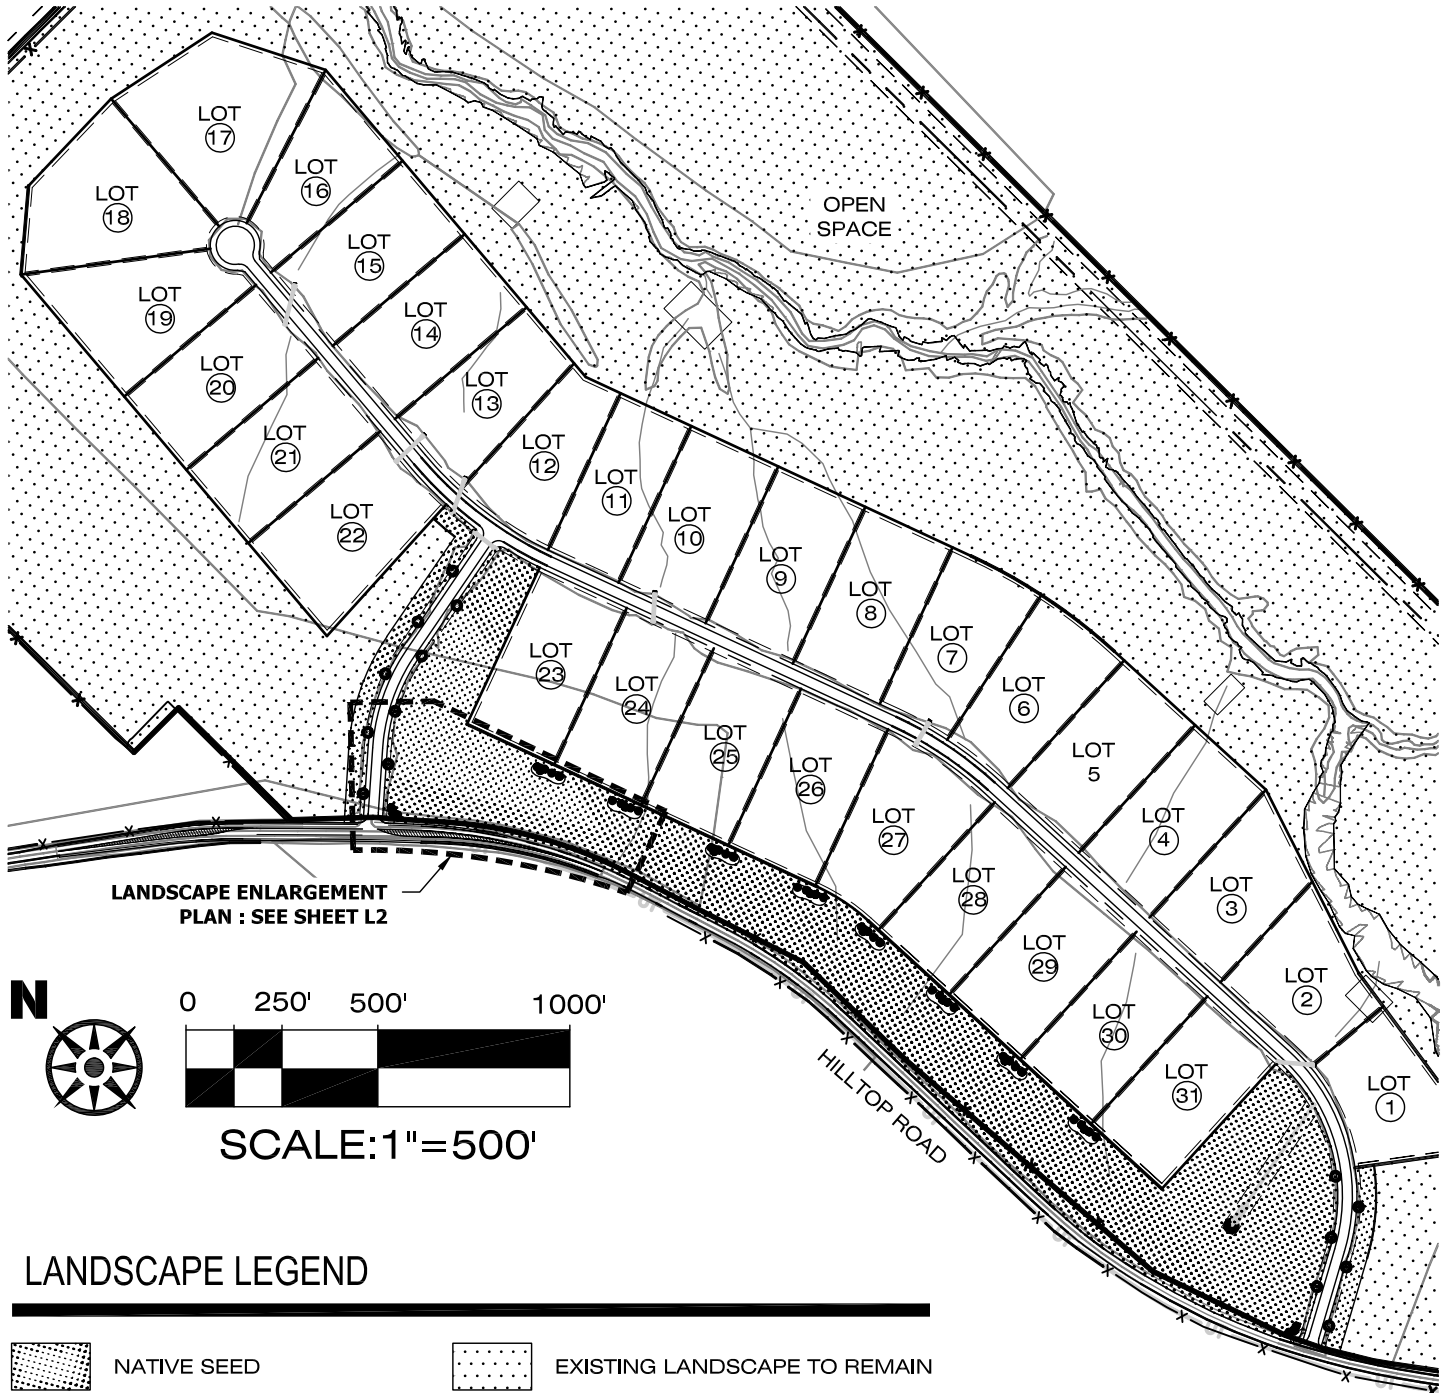 LOT
17
LOT
16
LOT
18
OPEN
SPACE
LOT
15
LOT
19
LOT
14
LOT
20
LOT
13
LOT
21
LOT
12
LOT
11
LOT
22
LOT
10
LOT
9
LOT
8
LOT
7
LOT
23
LOT
24
LOT
6
LOT
25
LOT
5
LOT
26
LOT
4
LOT
27
LOT
28
LOT
3
LANDSCAPE ENLARGEMENT
PLAN : SEE SHEET L2
LOT
29
LOT
2
LOT
30
LOT
31
LOT
1
HILLTOP ROAD
N
0 250' 500' 1000'
SCALE:1"=500'
LANDSCAPE LEGEND
NATIVE SEED
EXISTING LANDSCAPE TO REMAIN